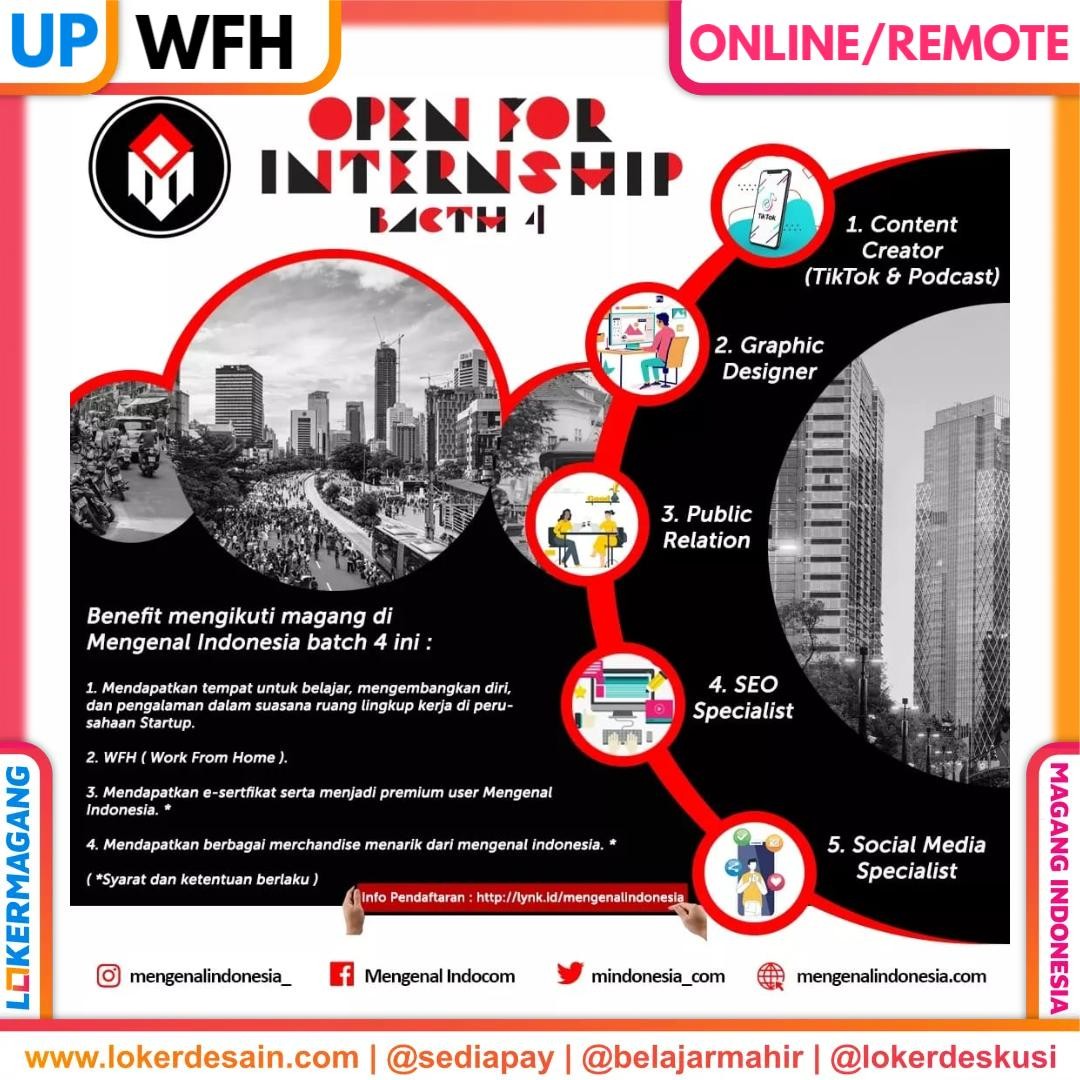 UP
WFH
ONLINE/REMOTE
OPEN FOR
INTERNSHIP
BACTH 4
TikTok
1. Content
Creator
(TikTok & Podcast)
2. Graphic
Designer
3. Public
Relation
4. SEO
Specialist
5. Social Media
Specialist
Benefit mengikuti magang di
Mengenal Indonesia batch 4 ini :
1. Mendapatkan tempat untuk belajar, mengembangkan diri,
dan pengalaman dalam suasana ruang lingkup kerja di peru-
sahaan Startup.
2. WFH ( Work From Home ).
3. Mendapatkan e-sertfikat serta menjadi premium user Mengenal
Indonesia. *
4. Mendapatkan berbagai merchandise menarik dari mengenal indonesia. *
( *Syarat dan ketentuan berlaku )
Info Pendaftaran : http://lynk.id/mengenalindonesia
mengenalindonesia_
Mengenal Indocom
mindonesia_com
mengenalindonesia.com
LOKERMAGANG
MAGANG INDONESIA
www.lokerdesain.com | @sediapay | @belajarmahir | @lokerdeskusi